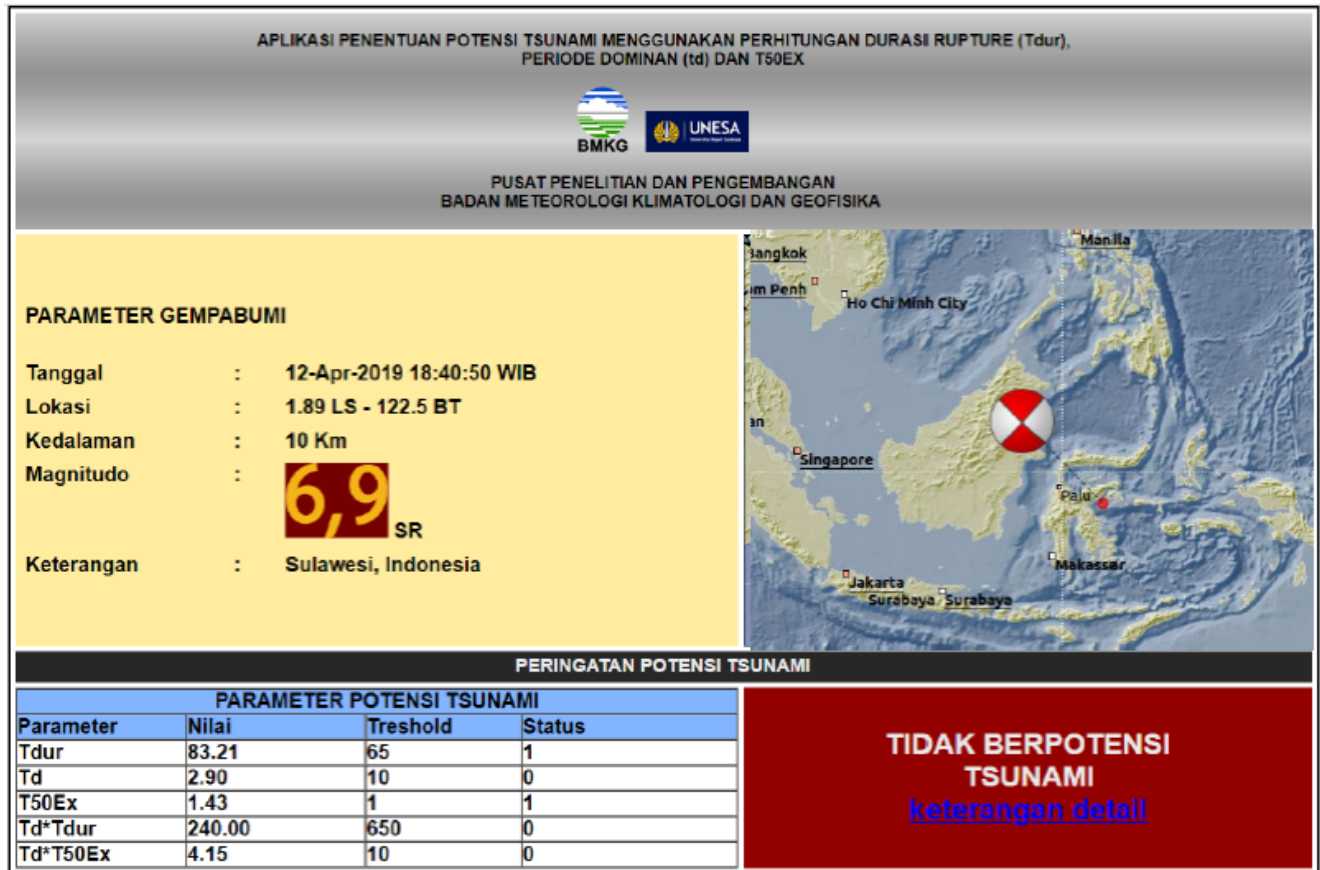 APLIKASI PENENTUAN POTENSI TSUNAMI MENGGUNAKAN PERHITUNGAN DURASII RUPTURE (Tdur),
PERIODE DOMINAN (td) DAN T50EX
BMKG
UNESA
PUSAT PENELITIAN DAN PENGEMBANGAN
BADAN METEOROLOGI KLIMATOLOGI DAN GEOFISIKA
PARAMETER GEMPABUMI
Tanggal : 12-Apr-2019 18:40:50 WIB
Lokasi : 1.89 LS - 122.5 BT
Kedalaman : 10 Km
Magnitudo : 6,9 SR
Keterangan : Sulawesi, Indonesia
Manila
Bangkok
om Penh
Ho Chi Minh City
an
Singapore
Palu
Makassar
Jakarta
Surabaya Surabaya
PERINGATAN POTENSI TSUNAMI
PARAMETER POTENSI TSUNAMI
Parameter Nilai Treshold Status
Tdur 83.21 65 1
Td 2.90 10 0
T50Ex 1.43 1 1
Td*Tdur 240.00 650 0
Td*T50Ex 4.15 10 0
TIDAK BERPOTENSI
TSUNAMI
keterangan detail